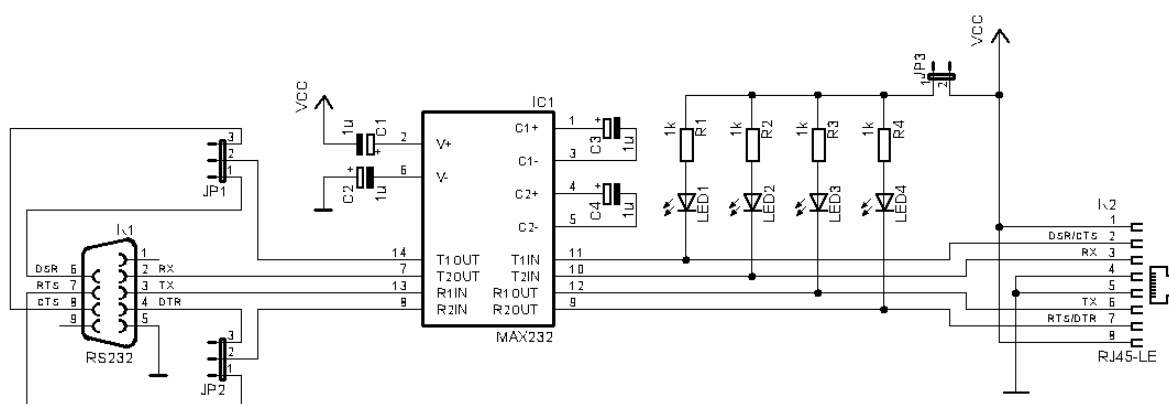 VCC
JP3
1
2
VCC
IC1
1u
C1
2
V+
C1+
1
C3
1u
1k
R1
1k
R2
1k
R3
1k
R4
3
2
1
JP1
C1-
3
C2
1u
6
V-
C2+
4
C4
1u
LED1
LED2
LED3
LED4
C2-
5
1
DSR/CTS 2
RX 3
4
5
TX 6
RTS/DTR 7
8
RJ45-LE
1
DSR 6
2 RX
RTS 7
3 TX
CTS 8
4 DTR
9
5
RS232
14 T1OUT
T1IN 11
7 T2OUT
T2IN 10
13 R1IN
R1OUT 12
8 R2IN
R2OUT 9
MAX232
3
2
1
JP2